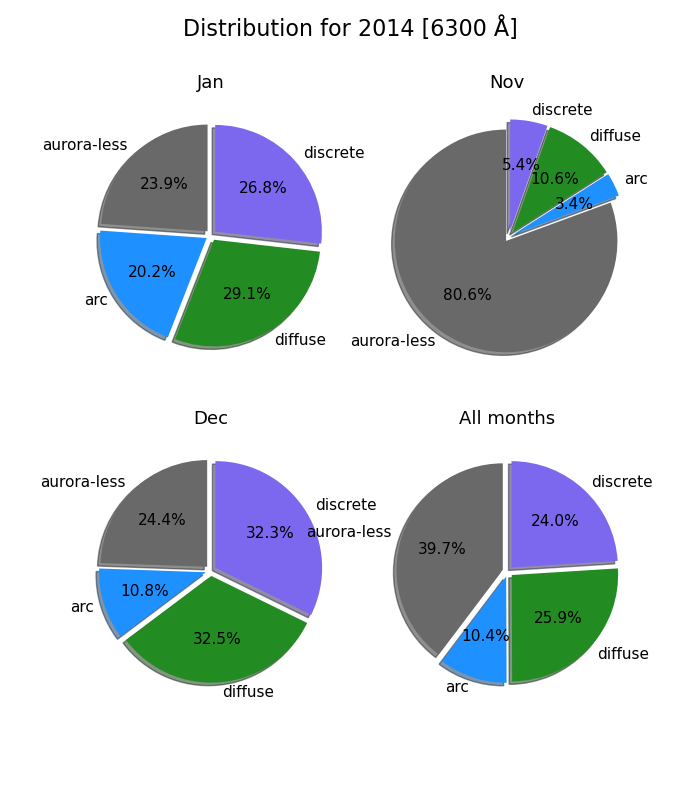 Distribution for 2014 [6300 Å]
Jan
aurora-less
discrete
23.9%
26.8%
20.2%
29.1%
arc
diffuse
Nov
discrete
diffuse
arc
5.4%
10.6%
3.4%
80.6%
aurora-less
Dec
aurora-less
discrete
24.4%
32.3%
10.8%
32.5%
arc
diffuse
All months
discrete
aurora-less
24.0%
39.7%
25.9%
10.4%
diffuse
arc